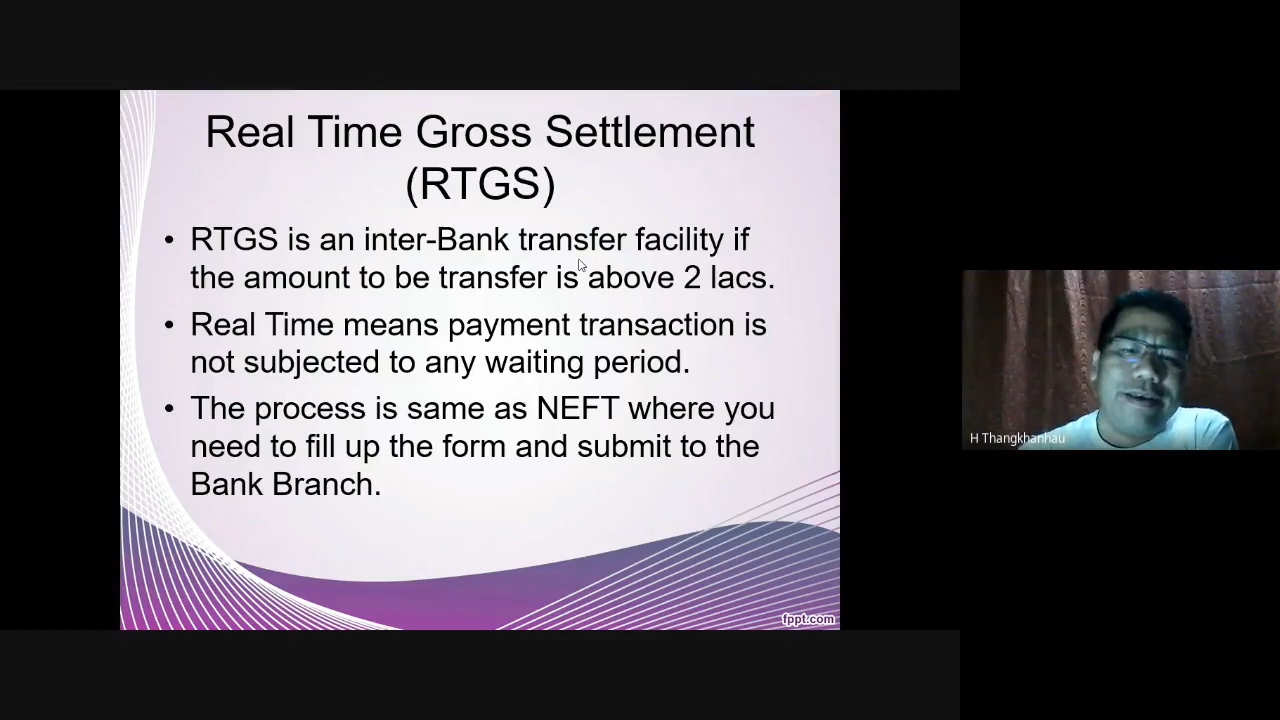 Real Time Gross Settlement
(RTGS)
• RTGS is an inter-Bank transfer facility if
the amount to be transfer is above 2 lacs.
• Real Time means payment transaction is
not subjected to any waiting period.
• The process is same as NEFT where you
need to fill up the form and submit to the
Bank Branch.
fppt.com
H Thangkhanhau